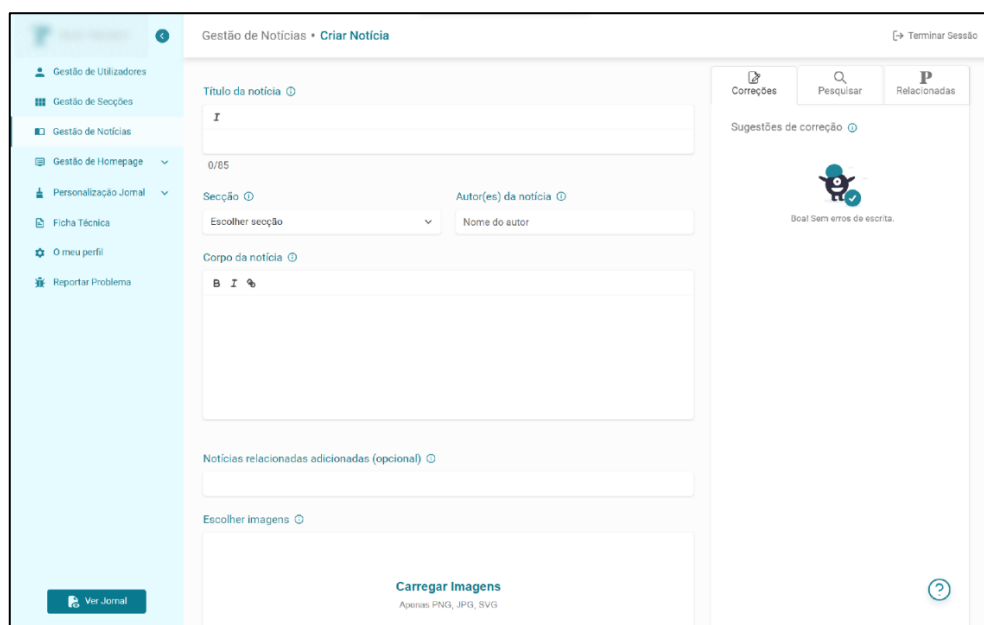 Gestão de Notícias • Criar Notícia
Terminar Sessão
Gestão de Utilizadores
Gestão de Secções
Gestão de Notícias
Gestão de Homepage
Personalização Jornal
Ficha Técnica
O meu perfil
Reportar Problema
Ver Jornal
Título da notícia
I
0/85
Secção
Autor(es) da notícia
Escolher secção
Nome do autor
Corpo da notícia
B I
Notícias relacionadas adicionadas (opcional)
Escolher imagens
Carregar Imagens
Apenas PNG, JPG, SVG
Correções
Pesquisar
P
Relacionadas
Sugestões de correção
Boa! Sem erros de escrita.
?